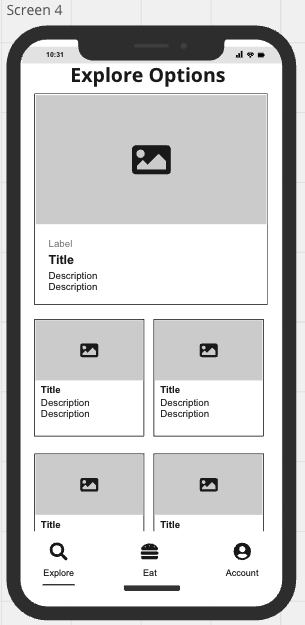 Screen 4
10:31
Explore Options
Label
Title
Description
Description
Title
Description
Description
Title
Description
Description
Title
Title
Explore
Eat
Account